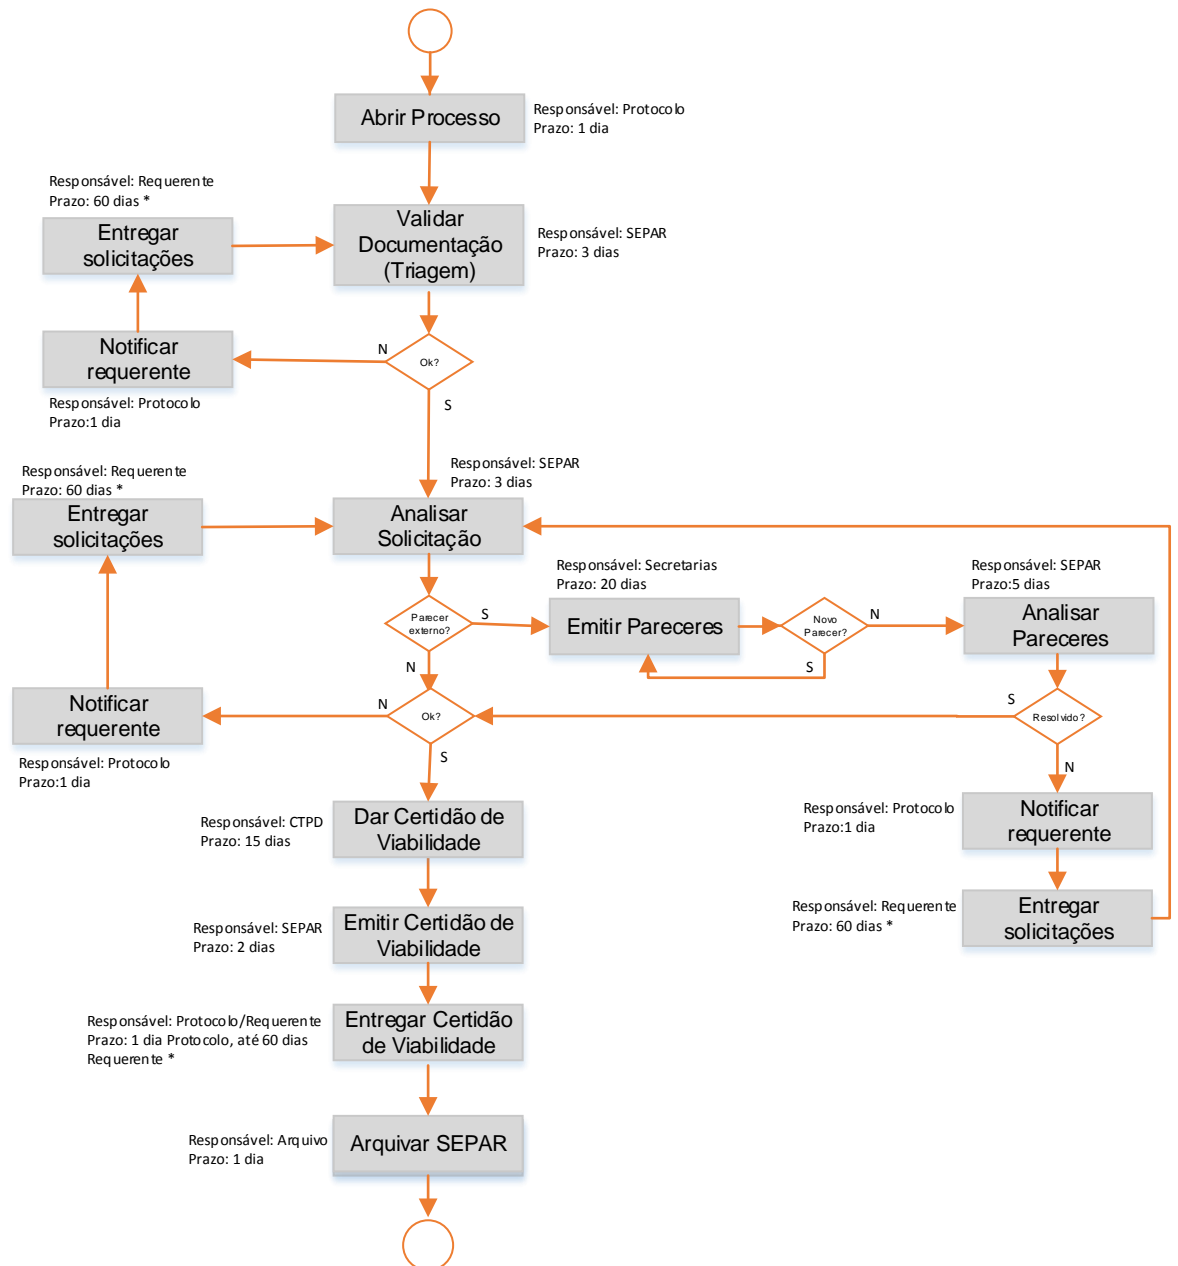 Abrir Processo
Responsável: Protocolo
Prazo: 1 dia
Responsável: Requerente
Prazo: 60 dias *
Entregar
solicitações
Validar
Documentação
(Triagem)
Responsável: SEPAR
Prazo: 3 dias
Notificar
requerente
N
Ok?
Responsável: Protocolo
Prazo:1 dia
S
Responsável: SEPAR
Prazo: 3 dias
Responsável: Requerente
Prazo: 60 dias *
Entregar
solicitações
Analisar
Solicitação
Responsável: Secretarias
Prazo: 20 dias
Responsável: SEPAR
Prazo:5 dias
Parecer
externo?
S
Emitir Pareceres
Novo
Parecer?
N
Analisar
Pareceres
N
S
Notificar
requerente
N
Ok?
S
Resolvido?
Responsável: Protocolo
Prazo:1 dia
S
N
Responsável: CTPD
Prazo: 15 dias
Dar Certidão de
Viabilidade
Responsável: Protocolo
Prazo:1 dia
Notificar
requerente
Responsável: SEPAR
Prazo: 2 dias
Emitir Certidão de
Viabilidade
Responsável: Requerente
Prazo: 60 dias *
Entregar
solicitações
Responsável: Protocolo/Requerente
Prazo: 1 dia Protocolo, até 60 dias
Requerente *
Entregar Certidão
de Viabilidade
Responsável: Arquivo
Prazo: 1 dia
Arquivar SEPAR